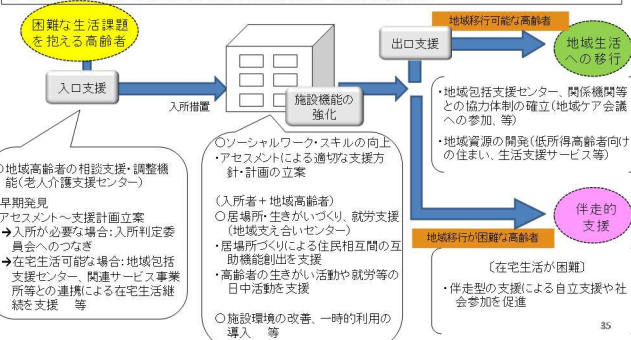 困難な生活課題
を抱える高齢者
入口支援
入所措置
施設機能の
強化
出口支援
地域移行可能な高齢者
地域生活
への移行
・地域包括支援センター、関係機関等
との協力体制の確立(地域ケア会議
への参加、等)
・地域資源の開発(低所得高齢者向け
の住まい、生活支援サービス等)
地域移行が困難な高齢者
伴走的
支援
〔在宅生活が困難〕
・伴走型の支援による自立支援や社
会参加を促進
○地域高齢者の相談支援・調整機
能(老人介護支援センター)
早期発見
アセスメント~支援計画立案
→入所が必要な場合:入所判定委
員会へのつなぎ
→在宅生活可能な場合:地域包括
支援センター、関連サービス事業
所等との連携による在宅生活継
続を支援 等
○ソーシャルワーク・スキルの向上
・アセスメントによる適切な支援方
針・計画の立案
(入所者+地域高齢者)
○居場所・生きがいづくり、就労支援
(地域支え合いセンター)
・居場所づくりによる住民相互間の互
助機能創出を支援
・高齢者の生きがい活動や就労等の
日中活動を支援
○施設環境の改善、一時的利用の
導入 等
35